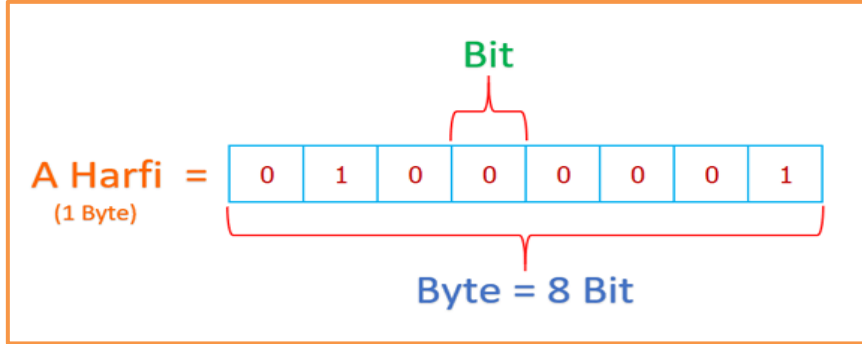 Bit
A Harfi = 0 1 0 0 0 0 0 1
(1 Byte)
Byte = 8 Bit